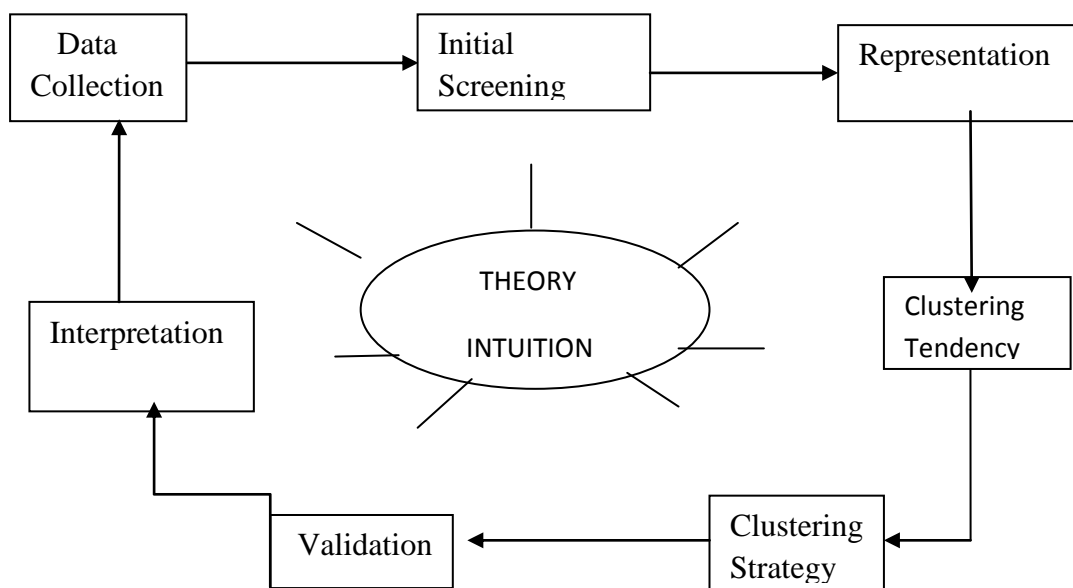 Data
Collection
Initial
Screening
Representation
Clustering
Tendency
Clustering
Strategy
Validation
Interpretation
THEORY
INTUITION